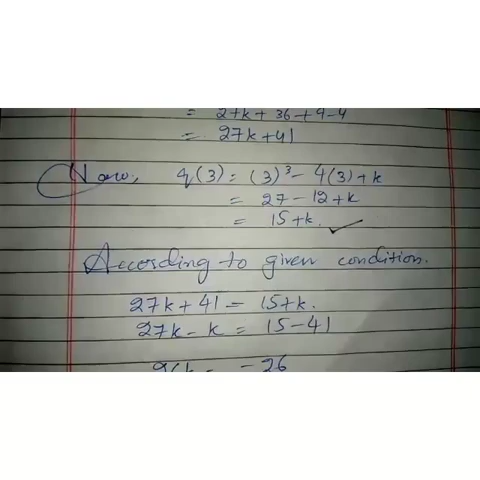 = 27k + 36 + 9 - 4
= 27k + 41
Now, q(3) = (3)³ - 4(3) + k
= 27 - 12 + k
= 15 + k.
According to given condition.
27k + 41 = 15 + k.
27k - k = 15 - 41
- 26